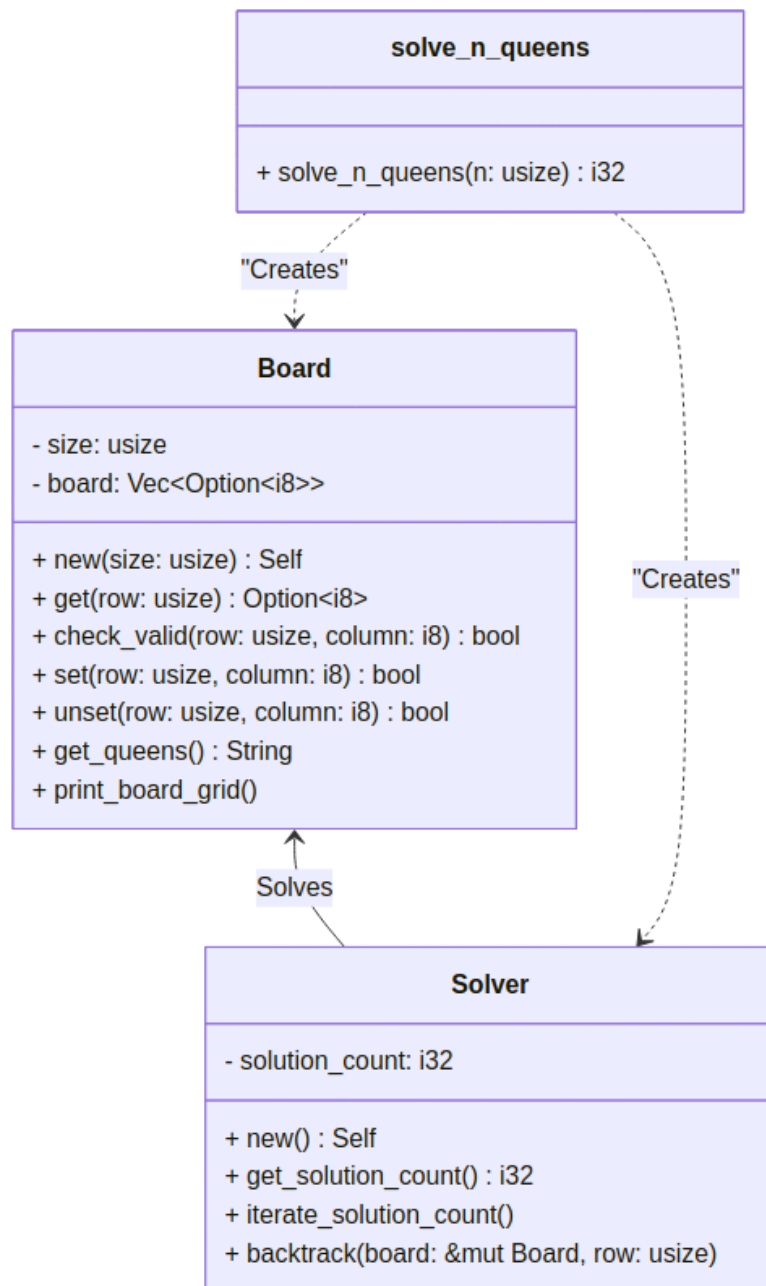 solve_n_queens
+ solve_n_queens(n: usize) : i32
"Creates"
Board
- size: usize
- board: Vec<Option<i8>>
+ new(size: usize) : Self
+ get(row: usize) : Option<i8>
+ check_valid(row: usize, column: i8) : bool
"Creates"
+ set(row: usize, column: i8) : bool
+ unset(row: usize, column: i8) : bool
+ get_queens() : String
+ print_board_grid()
Solves
Solver
- solution_count: i32
+ new() : Self
+ get_solution_count() : i32
+ iterate_solution_count()
+ backtrack(board: &mut Board, row: usize)